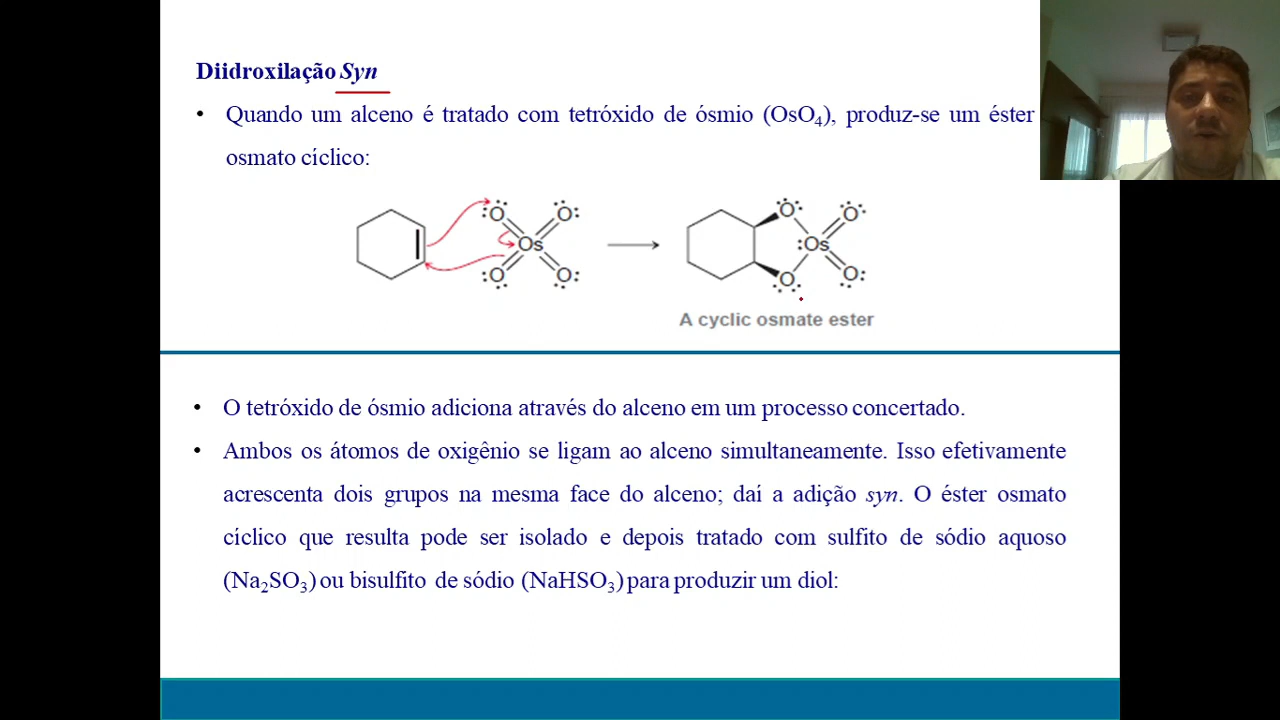 Diidroxilação Syn
• Quando um alceno é tratado com tetróxido de ósmio (OsO₄), produz-se um éster
osmato cíclico:
:O O: :O O:
Os :Os
:O O: O O:
A cyclic osmate ester
• O tetróxido de ósmio adiciona através do alceno em um processo concertado.
• Ambos os átomos de oxigênio se ligam ao alceno simultaneamente. Isso efetivamente
acrescenta dois grupos na mesma face do alceno; daí a adição syn. O éster osmato
cíclico que resulta pode ser isolado e depois tratado com sulfito de sódio aquoso
(Na₂SO₃) ou bisulfito de sódio (NaHSO₃) para produzir um diol: